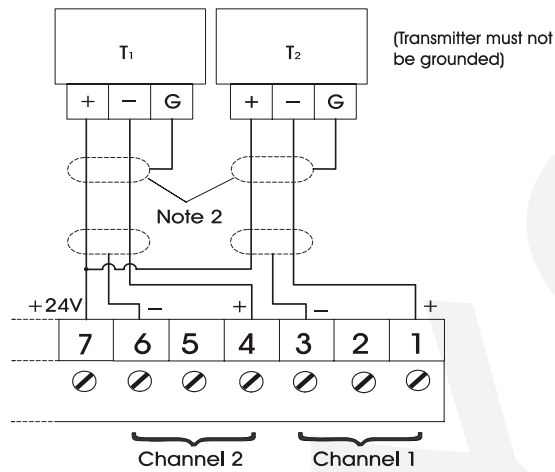 T1 T2 (Transmitter must not
be grounded)
+ − G + − G
Note 2
+24V − + − +
7 6 5 4 3 2 1
Channel 2 Channel 1